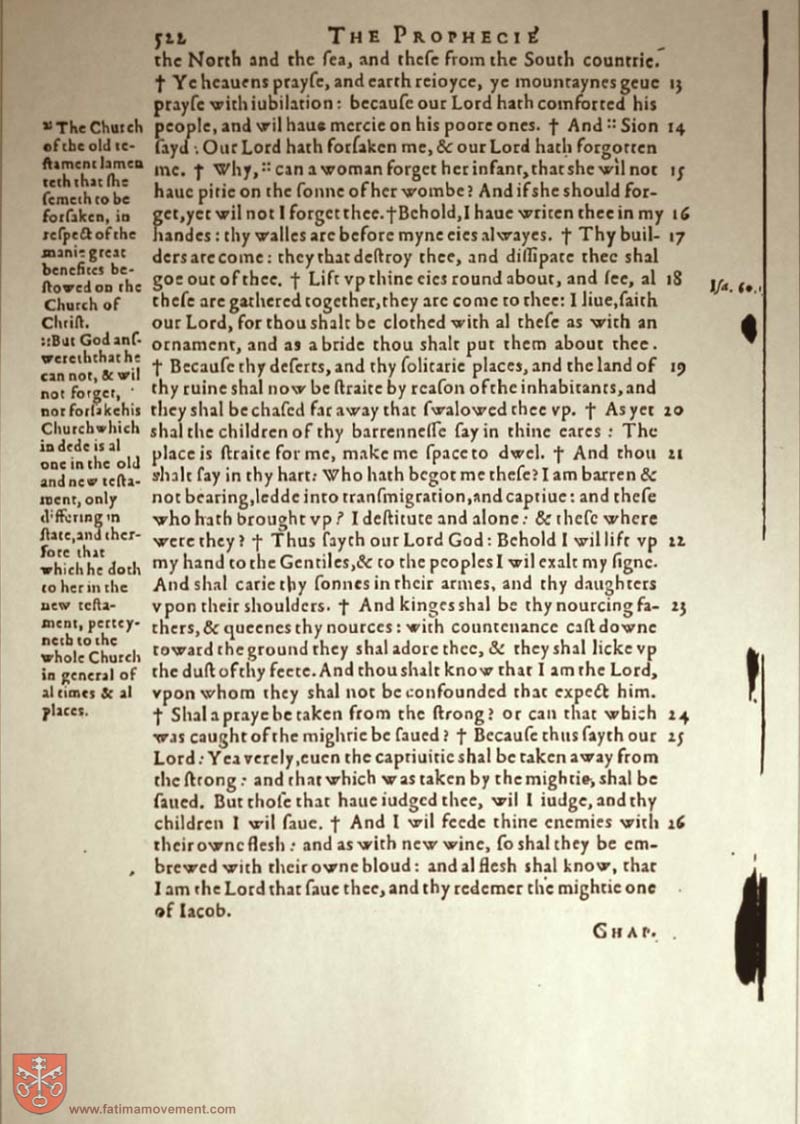 522 THE PROPHECIE
the North and the ſea, and theſe from the South countrie.
† Ye heauens prayſe, and earth reioyce, ye mountaynes geue 13
prayſe with iubilation: becauſe our Lord hath comforted his
people, and wil haue mercie on his poore ones. † And :: Sion 14
ſayd : Our Lord hath forſaken me, & our Lord hath forgotten
me. † Why, :: can a woman forget her infant, that she wil not 15
haue pitie on the ſonne of her wombe? And if she should for-
get, yet wil not I forget thee. † Behold, I haue writen thee in my 16
handes: thy walles are before myne eies alwayes. † Thy buil- 17
ders are come: they that deſtroy thee, and diſſipate thee shal
goe out of thee. † Lift vp thine eies round about, and ſee, al 18
theſe are gathered together, they are come to thee: I liue, ſaith
our Lord, for thou shalt be clothed with al theſe as with an
ornament, and as a bride thou shalt put them about thee.
† Becauſe thy deſerts, and thy ſolitarie places, and the land of 19
thy ruine shal now be ſtraite by reaſon of the inhabitants, and
they shal be chaſed far away that ſwalowed thee vp. † As yet 20
shal the children of thy barrenneſſe ſay in thine eares: The
place is ſtraite for me, make me ſpace to dwel. † And thou 21
shalt ſay in thy hart: Who hath begot me theſe? I am barren &
not bearing, ledde into tranſmigration, and captiue: and theſe
who hath brought vp? I deſtitute and alone: & theſe where
were they? † Thus ſayth our Lord God: Behold I will lift vp 22
my hand to the Gentiles, & to the peoples I wil exalt my ſigne.
And shal carie thy ſonnes in their armes, and thy daughters
vpon their shoulders. † And kinges shal be thy nourcing fa- 23
thers, & queenes thy nources: with countenance caſt downe
toward the ground they shal adore thee, & they shal licke vp
the duſt of thy feete. And thou shalt know that I am the Lord,
vpon whom they shal not be confounded that expect him.
† Shal a praye be taken from the ſtrong? or can that which 24
was caught of the mightie be ſaued? † Becauſe thus ſayth our 25
Lord: Yea verely, euen the captiuitie shal be taken away from
the ſtrong: and that which was taken by the mightie, shal be
ſaued. But thoſe that haue iudged thee, wil I iudge, and thy
children I wil ſaue. † And I wil feede thine enemies with 26
their owne flesh: and as with new wine, ſo shal they be em-
brewed with their owne bloud: and al flesh shal know, that
I am the Lord that ſaue thee, and thy redemer the mightie one
of Iacob.
CHAP.
:: The Church
of the old te-
ſtament lamen
teth that ſhe
ſemeth to be
forſaken, in
reſpect of the
manie great
benefites be-
ſtowed on the
Church of
Chriſt.
:: But God anſ-
wereth that he
can not, & wil
not forget,
nor forſake his
Church which
in dede is al
one in the old
and new teſta-
ment, only
differing in
ſtate, and ther-
fore that
which he doth
to her in the
new teſta-
ment, pertey-
neth to the
whole Church
in general of
al times & al
places.
Iſa. 60.
www.fatimamovement.com